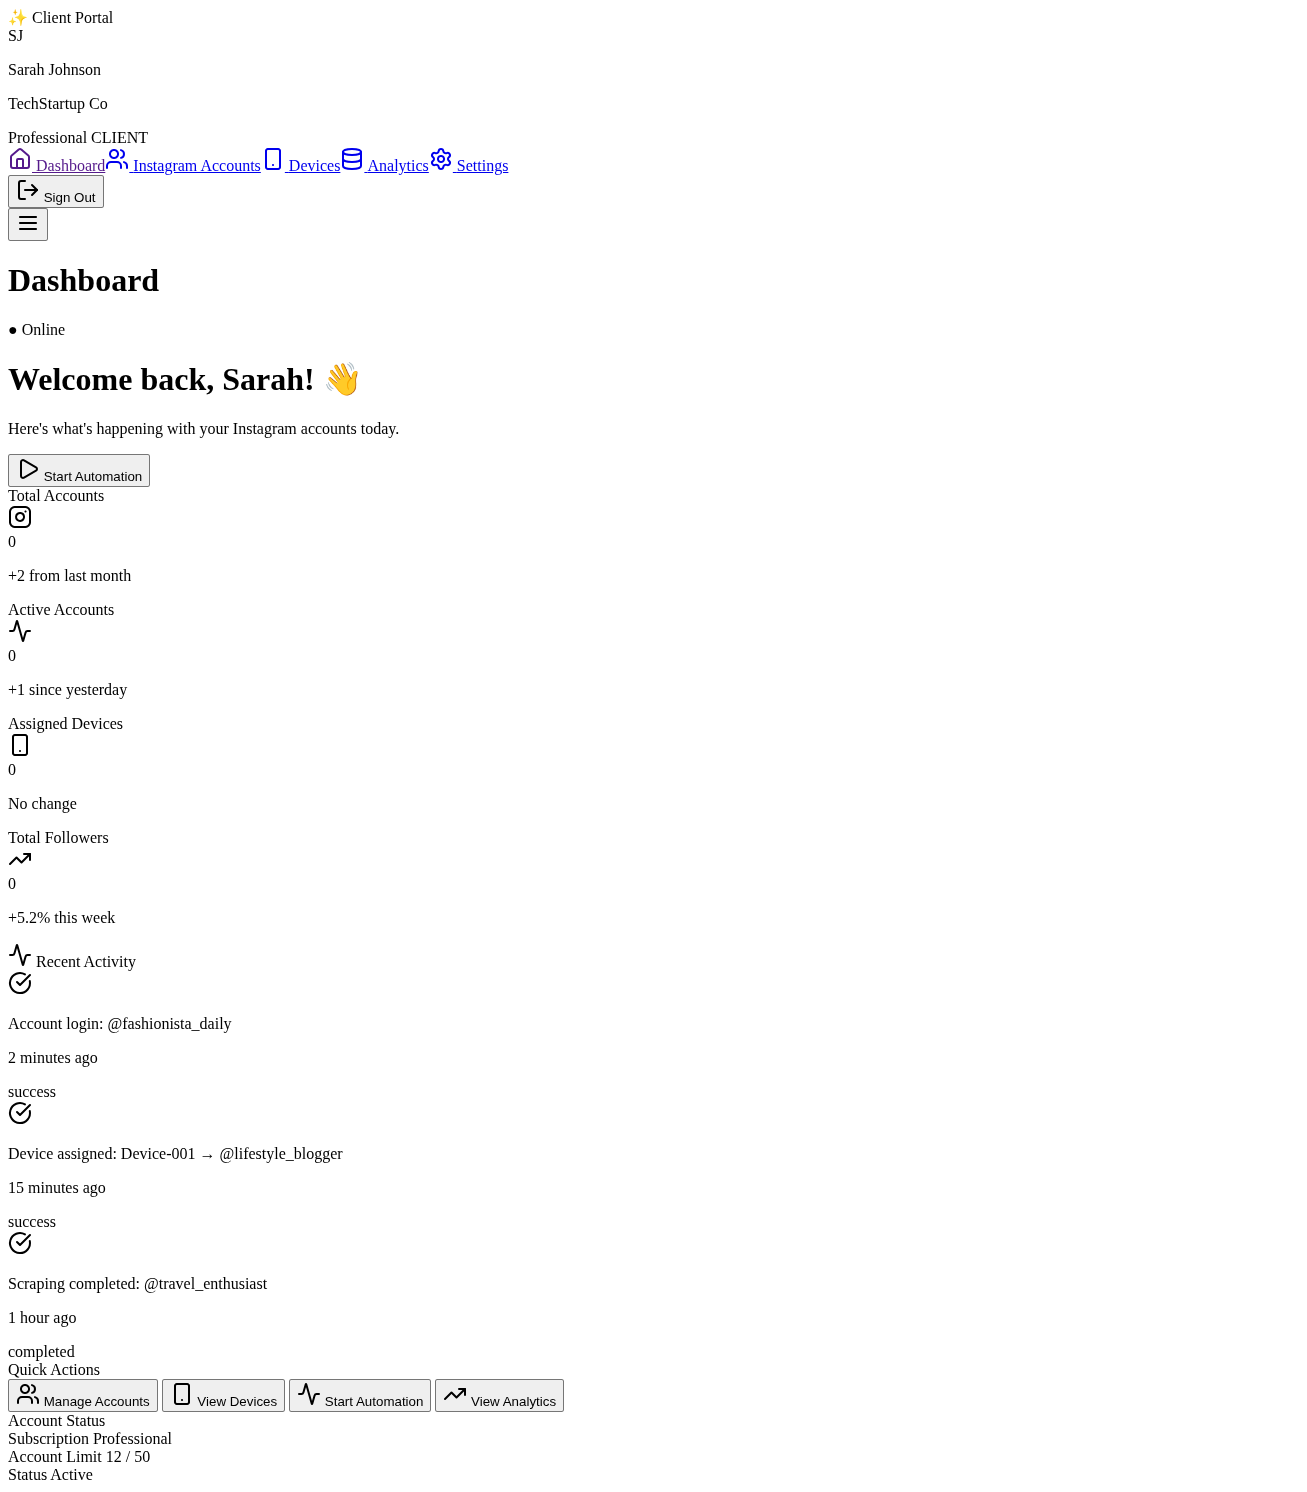 ✨ Client Portal
SJ
Sarah Johnson
TechStartup Co
Professional CLIENT
Dashboard Instagram Accounts Devices Analytics Settings
Sign Out
Dashboard
● Online
Welcome back, Sarah! 👋
Here's what's happening with your Instagram accounts today.
Start Automation
Total Accounts
0
+2 from last month
Active Accounts
0
+1 since yesterday
Assigned Devices
0
No change
Total Followers
0
+5.2% this week
Recent Activity
Account login: @fashionista_daily
2 minutes ago
success
Device assigned: Device-001 → @lifestyle_blogger
15 minutes ago
success
Scraping completed: @travel_enthusiast
1 hour ago
completed
Quick Actions
Manage Accounts View Devices Start Automation View Analytics
Account Status
Subscription Professional
Account Limit 12 / 50
Status Active